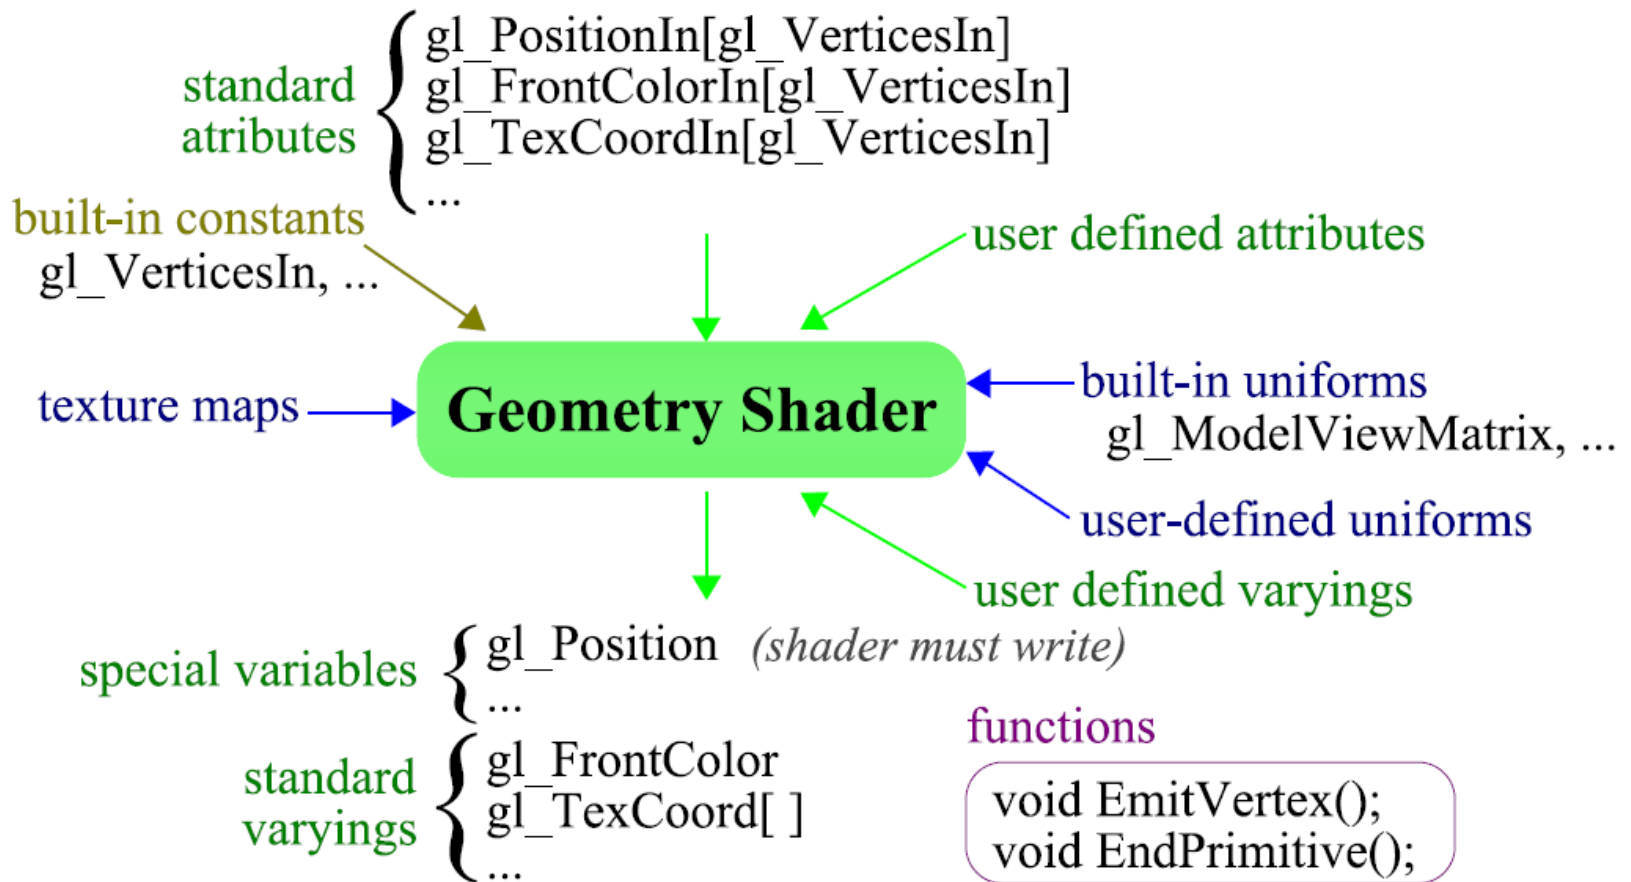 gl_PositionIn[gl_VerticesIn]
gl_FrontColorIn[gl_VerticesIn]
gl_TexCoordIn[gl_VerticesIn]
...
standard
atributes
built-in constants
gl_VerticesIn, ...
user defined attributes
texture maps
Geometry Shader
built-in uniforms
gl_ModelViewMatrix, ...
user-defined uniforms
user defined varyings
special variables
gl_Position (shader must write)
...
standard
varyings
gl_FrontColor
gl_TexCoord[ ]
...
functions
void EmitVertex();
void EndPrimitive();